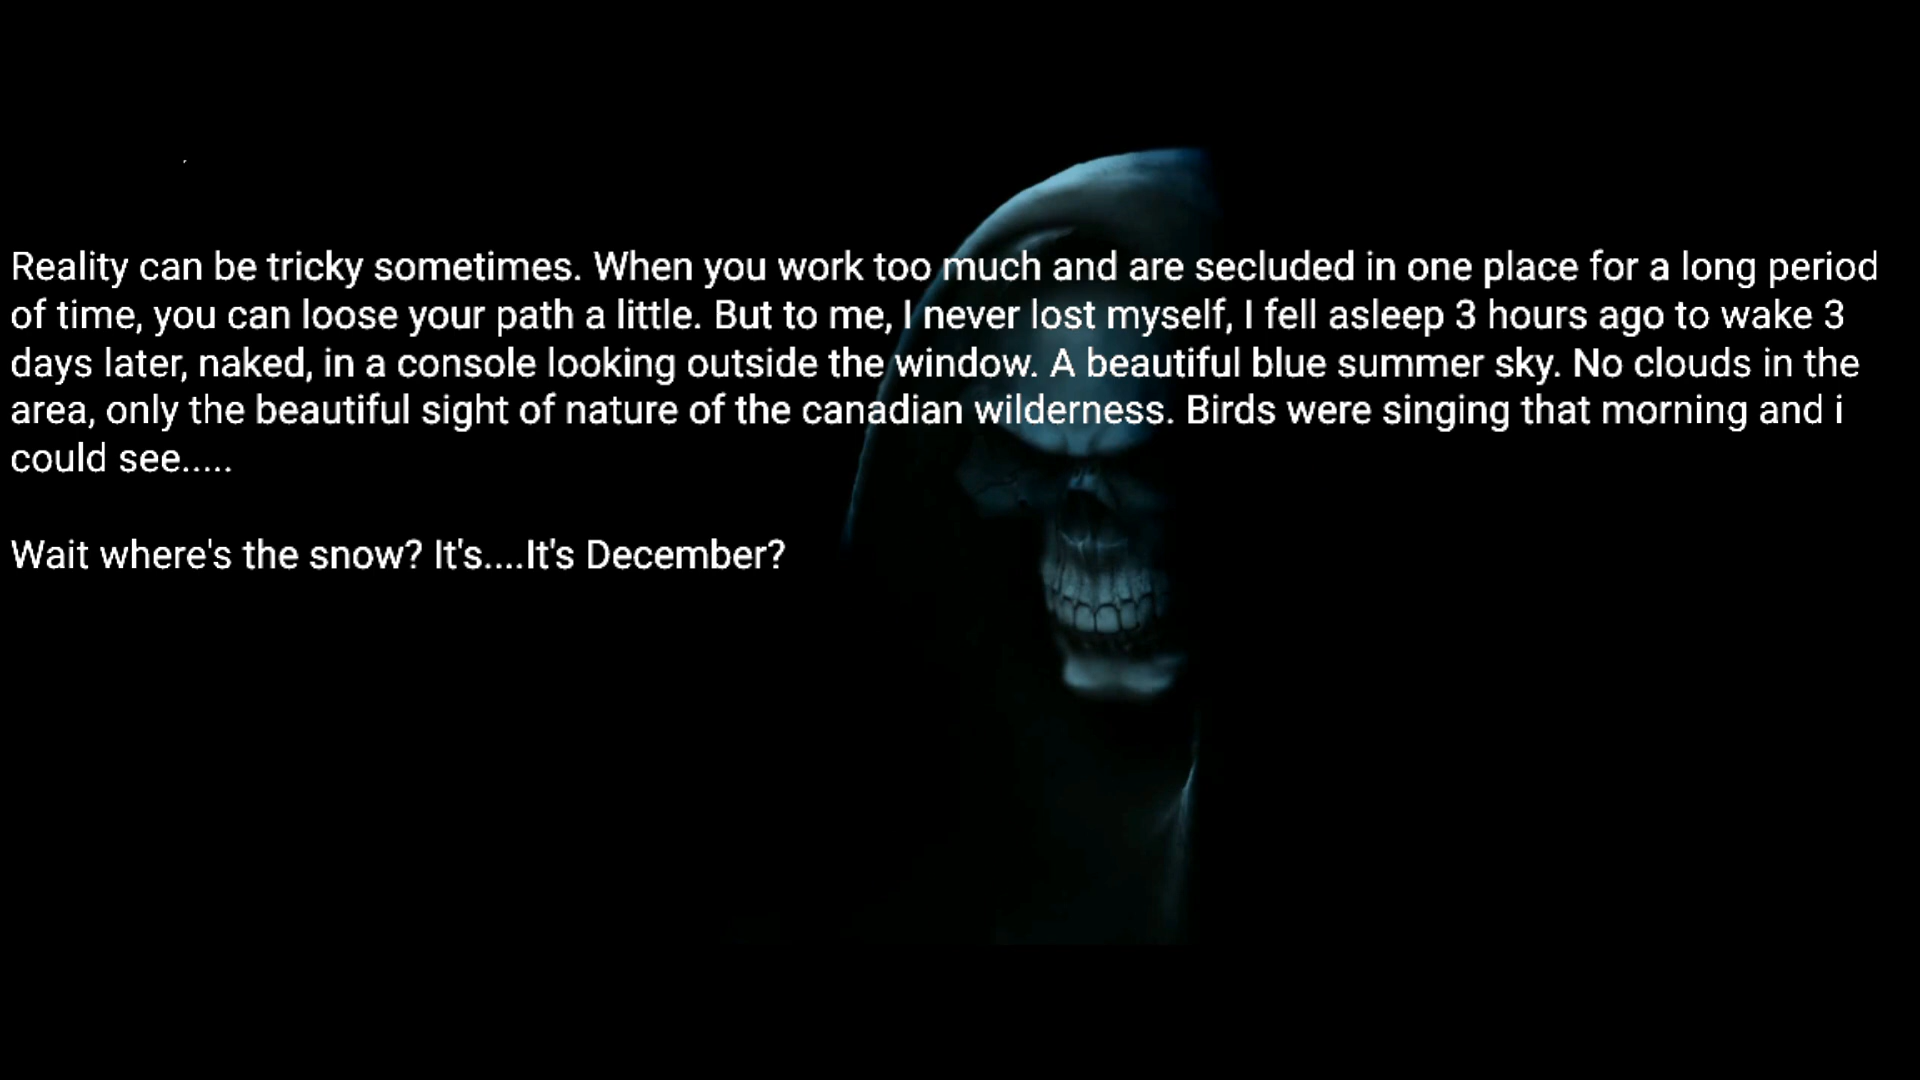 Reality can be tricky sometimes. When you work too much and are secluded in one place for a long period
of time, you can loose your path a little. But to me, I never lost myself, I fell asleep 3 hours ago to wake 3
days later, naked, in a console looking outside the window. A beautiful blue summer sky. No clouds in the
area, only the beautiful sight of nature of the canadian wilderness. Birds were singing that morning and i
could see.....
Wait where's the snow? It's....It's December?